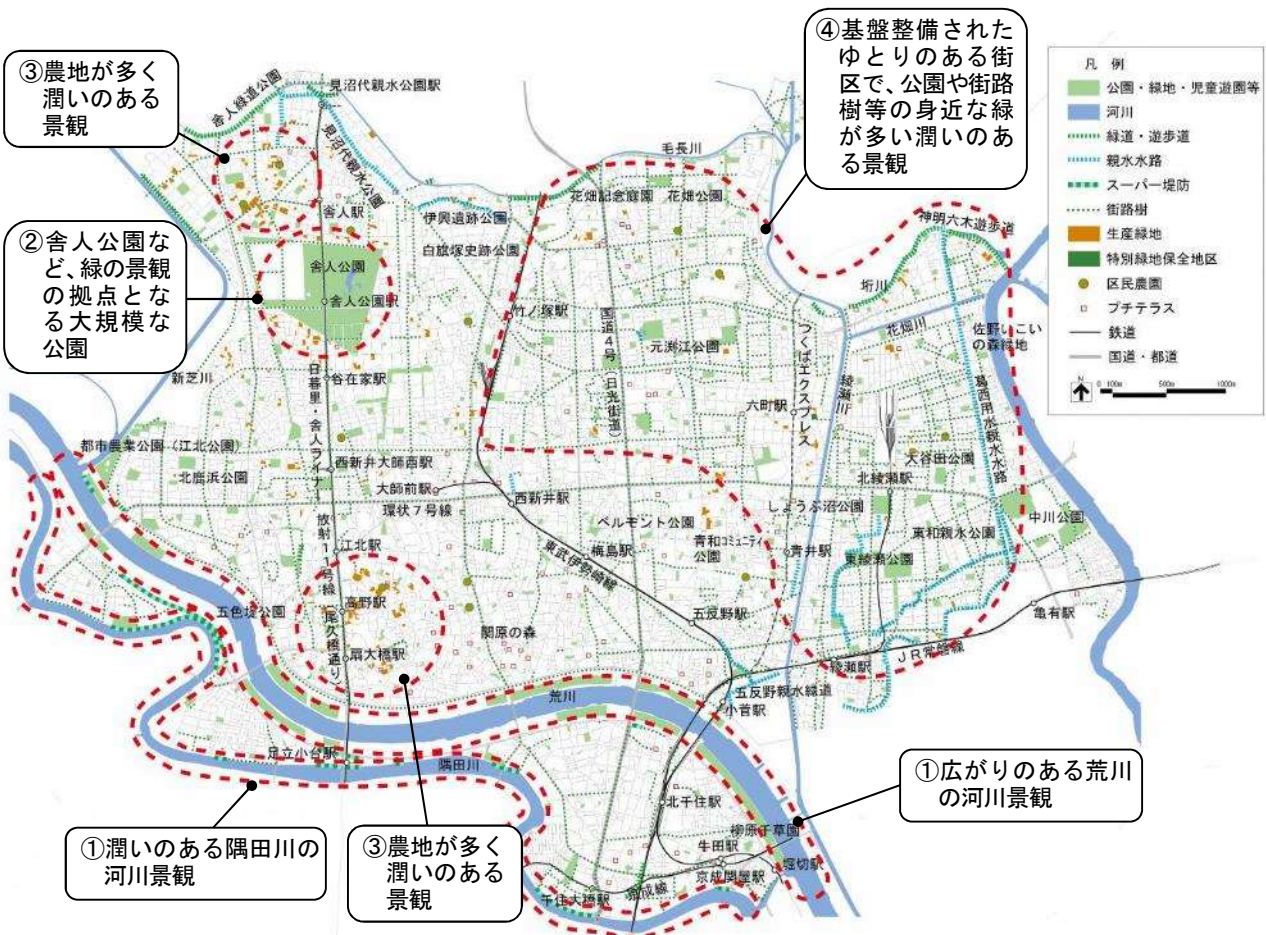 ③農地が多く
潤いのある
景観
②舎人公園な
ど、緑の景観
の拠点とな
る大規模な
公園
④基盤整備された
ゆとりのある街
区で、公園や街路
樹等の身近な緑
が多い潤いのあ
る景観
凡 例
公園・緑地・児童遊園等
河川
緑道・遊歩道
親水水路
スーパー堤防
街路樹
生産緑地
特別緑地保全地区
区民農園
プチテラス
鉄道
国道・都道
N
0 100m 500m 1000m
舎人緑道公園
見沼代親水公園駅
見沼代親水公園
毛長川
花畑記念庭園
花畑公園
舎人駅
伊興遺跡公園
白旗塚史跡公園
神明六木遊歩道
舎人公園
舎人公園駅
竹ノ塚駅
国道4号(日光街道)
元渕江公園
つくばエクスプレス
綾瀬川
垳川
花畑川
佐野いこい
の森緑地
葛西用水親水水路
新芝川
谷在家駅
日暮里・舎人ライナー
六町駅
都市農業公園(江北公園)
北鹿浜公園
西新井大師西駅
大師前駅
環状7号線
西新井駅
大谷田公園
北綾瀬駅
しょうぶ沼公園
中川公園
放射11号線(尾久橋通り)
江北駅
ベルモント公園
青和コミュニティ
公園
梅島駅
東武伊勢崎線
青井駅
東和親水公園
東綾瀬公園
五色堤公園
高野駅
関原の森
五反野駅
亀有駅
扇大橋駅
綾瀬駅
JR常磐線
荒川
五反野親水緑道
小菅駅
足立小台駅
隅田川
北千住駅
柳原千草園
牛田駅
京成関屋駅
堀切駅
千住大橋駅
京成線
①広がりのある荒川
の河川景観
①潤いのある隅田川の
河川景観
③農地が多く
潤いのある
景観